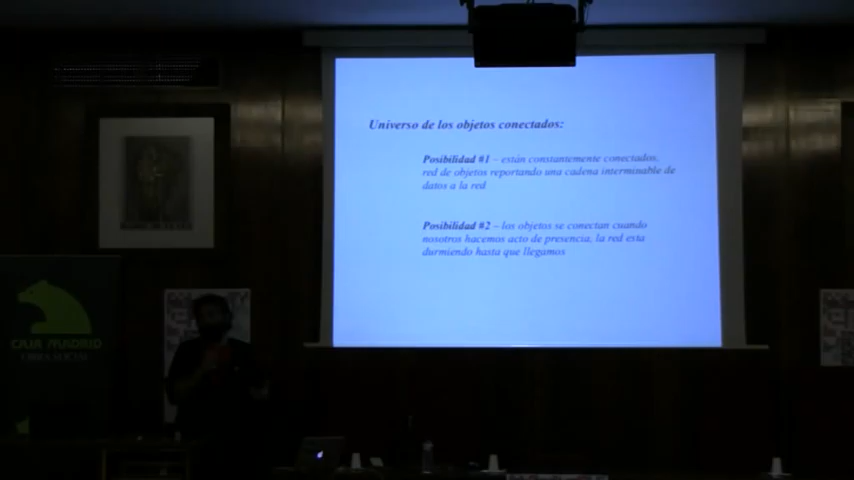 Universo de los objetos conectados:
Posibilidad #1 – están constantemente conectados,
red de objetos reportando una cadena interminable de
datos a la red
Posibilidad #2 – los objetos se conectan cuando
nosotros hacemos acto de presencia, la red esta
durmiendo hasta que llegamos
CAJA MADRID
OBRA SOCIAL